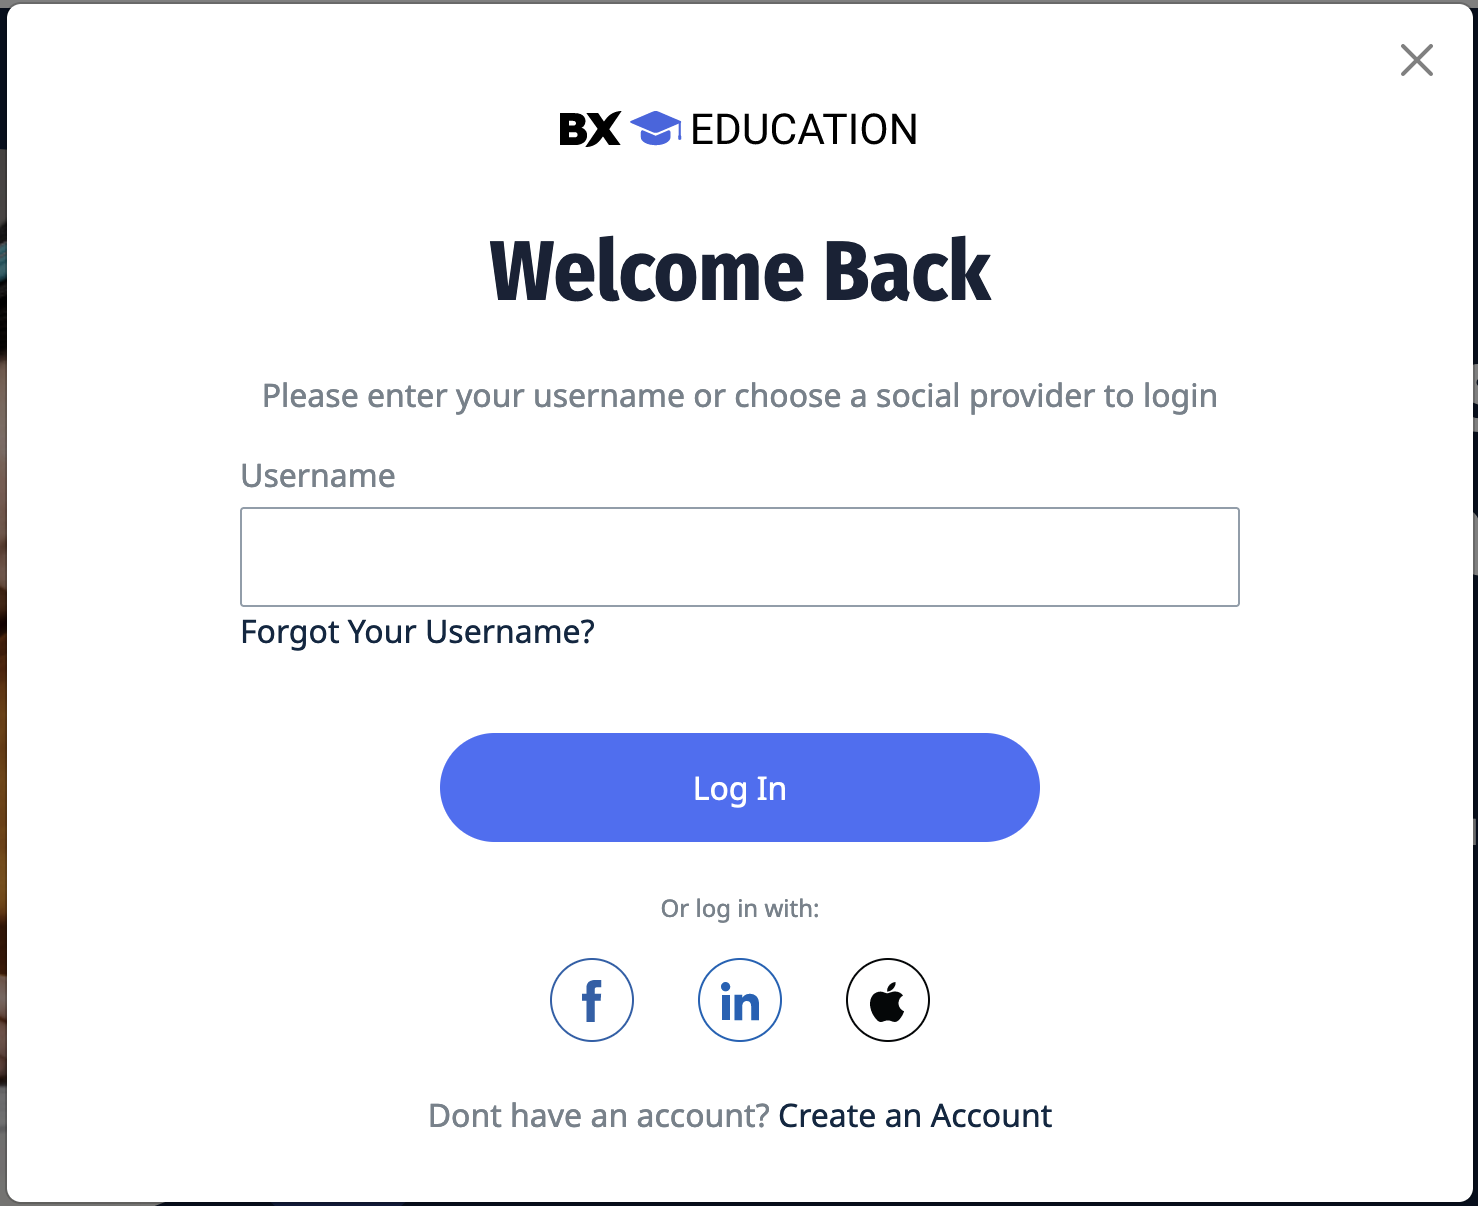 BX EDUCATION
Welcome Back
Please enter your username or choose a social provider to login
Username
Forgot Your Username?
Log In
Or log in with:
f in
Dont have an account? Create an Account